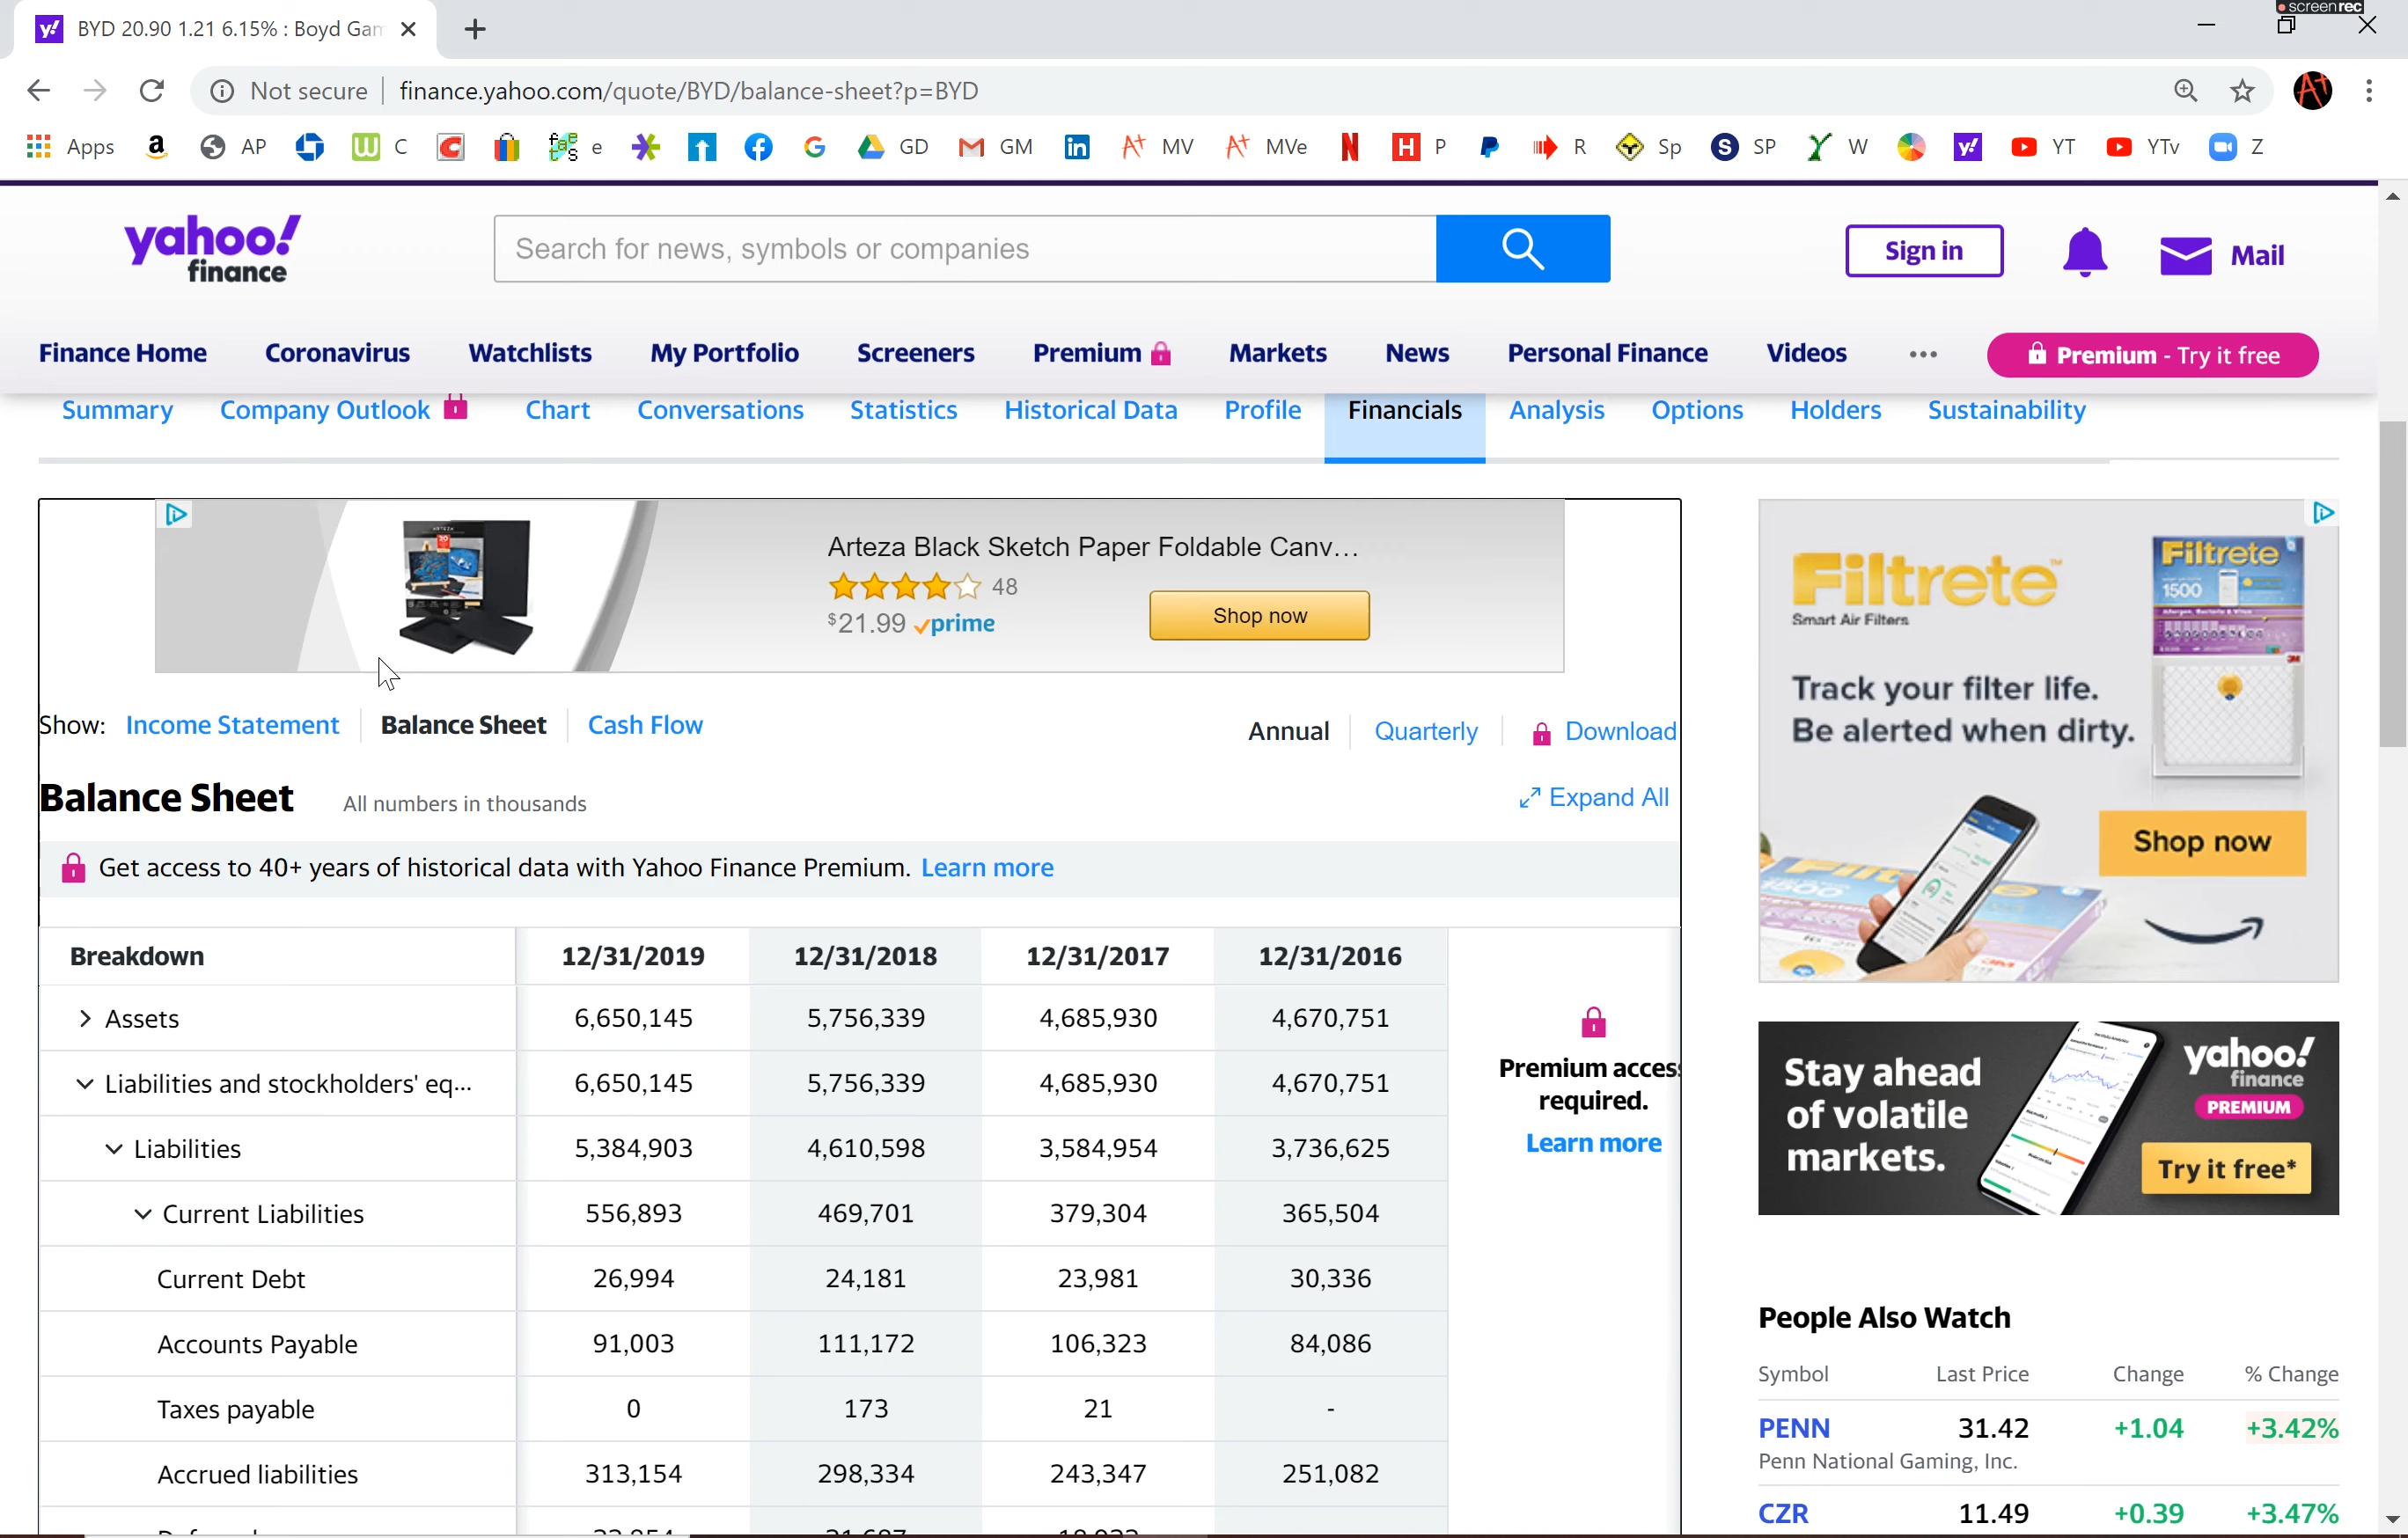 screenrec
BYD 20.90 1.21 6.15% : Boyd Gam
Not secure finance.yahoo.com/quote/BYD/balance-sheet?p=BYD
Apps a AP C e GD GM in MV MVe N H P R Sp S SP W y! YT YTv Z
yahoo!
finance
Search for news, symbols or companies
Sign in Mail
Finance Home Coronavirus Watchlists My Portfolio Screeners Premium Markets News Personal Finance Videos ••• Premium - Try it free
Summary Company Outlook Chart Conversations Statistics Historical Data Profile Financials Analysis Options Holders Sustainability
Arteza Black Sketch Paper Foldable Canv...
48
$21.99 prime
Shop now
Filtrete™
Smart Air Filters
Filtrete
1500
Track your filter life.
Be alerted when dirty.
Shop now
Show: Income Statement Balance Sheet Cash Flow
Annual Quarterly Download
Balance Sheet All numbers in thousands
Expand All
Get access to 40+ years of historical data with Yahoo Finance Premium. Learn more
Breakdown 12/31/2019 12/31/2018 12/31/2017 12/31/2016
Assets 6,650,145 5,756,339 4,685,930 4,670,751
Liabilities and stockholders' eq... 6,650,145 5,756,339 4,685,930 4,670,751
Liabilities 5,384,903 4,610,598 3,584,954 3,736,625
Current Liabilities 556,893 469,701 379,304 365,504
Current Debt 26,994 24,181 23,981 30,336
Accounts Payable 91,003 111,172 106,323 84,086
Taxes payable 0 173 21 -
Accrued liabilities 313,154 298,334 243,347 251,082
Premium access
required.
Learn more
Stay ahead
of volatile
markets.
yahoo!
finance
PREMIUM
Try it free*
People Also Watch
Symbol Last Price Change % Change
PENN 31.42 +1.04 +3.42%
Penn National Gaming, Inc.
CZR 11.49 +0.39 +3.47%